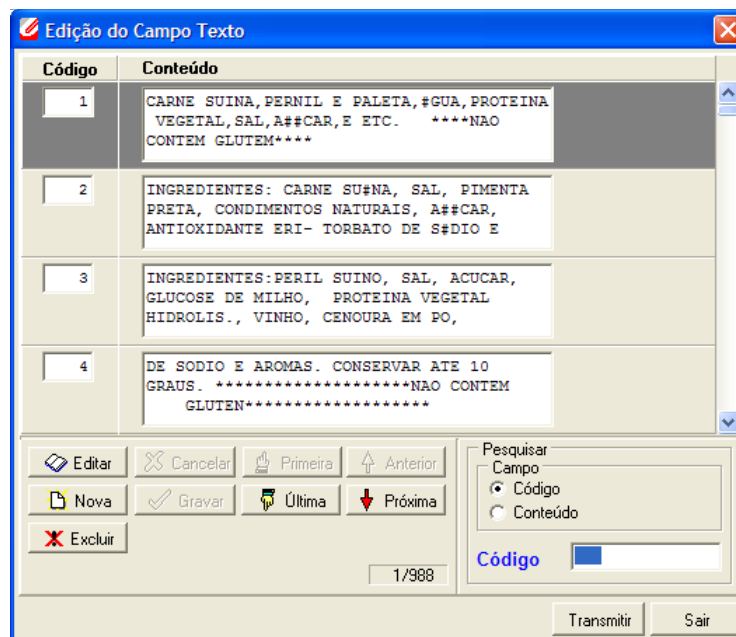 Edição do Campo Texto
Código Conteúdo
1
CARNE SUINA,PERNIL E PALETA,#GUA,PROTEINA
VEGETAL,SAL,A##CAR,E ETC. ****NAO
CONTEM GLUTEM****
2
INGREDIENTES: CARNE SU#NA, SAL, PIMENTA
PRETA, CONDIMENTOS NATURAIS, A##CAR,
ANTIOXIDANTE ERI- TORBATO DE S#DIO E
3
INGREDIENTES:PERIL SUINO, SAL, ACUCAR,
GLUCOSE DE MILHO, PROTEINA VEGETAL
HIDROLIS., VINHO, CENOURA EM PO,
4
DE SODIO E AROMAS. CONSERVAR ATE 10
GRAUS. ********************NAO CONTEM
GLUTEN*******************
Editar Cancelar Primeira Anterior
Nova Gravar Última Próxima
Excluir
1/988
Pesquisar
Campo
Código
Conteúdo
Código
Transmitir Sair